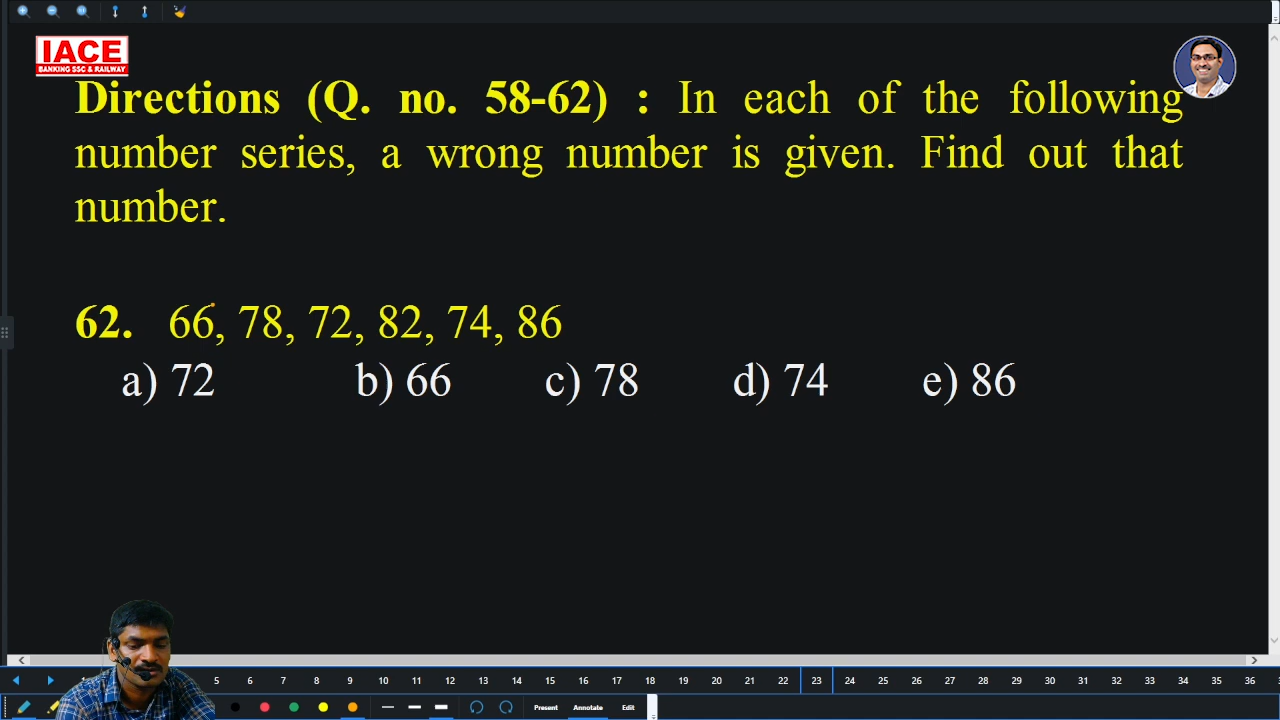 IACE
BANKING SSC & RAILWAY
Directions (Q. no. 58-62) : In each of the following
number series, a wrong number is given. Find out that
number.
62. 66, 78, 72, 82, 74, 86
a) 72 b) 66 c) 78 d) 74 e) 86
5 6 7 8 9 10 11 12 13 14 15 16 17 18 19 20 21 22 23 24 25 26 27 28 29 30 31 32 33 34 35 36
Present Annotate Edit